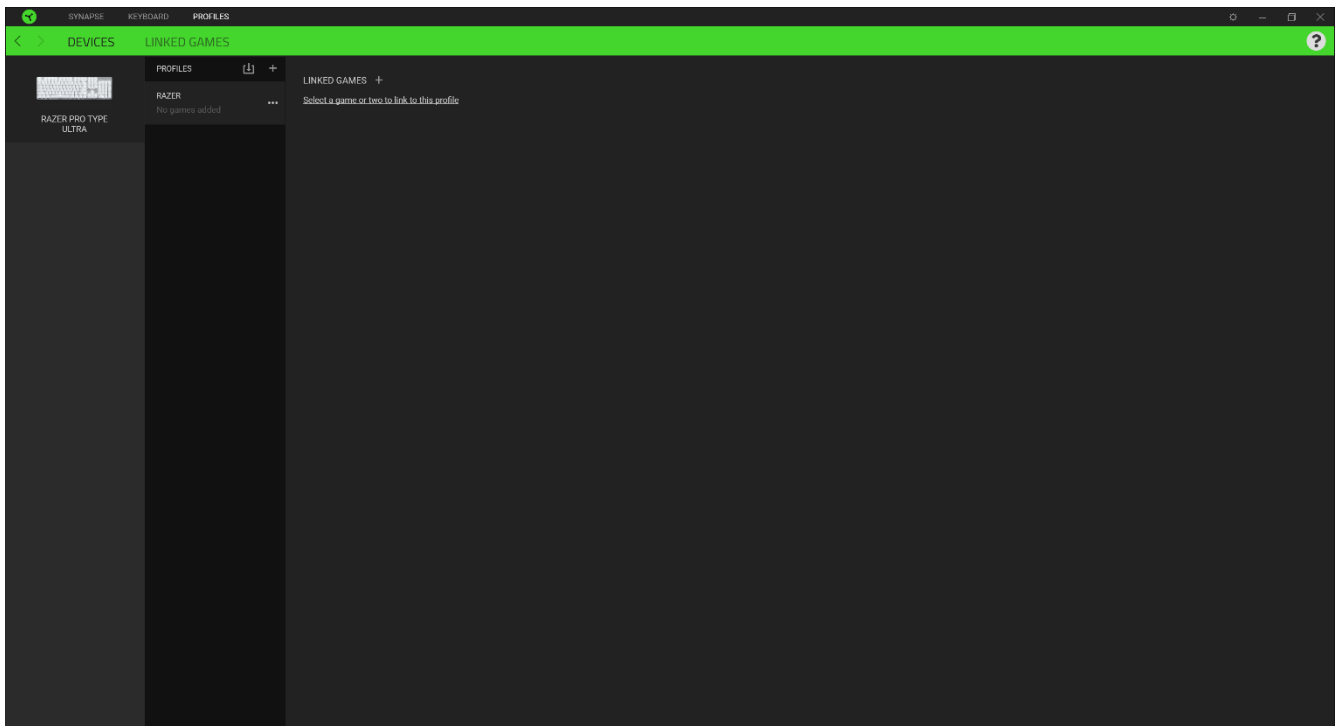 SYNAPSE KEYBOARD PROFILES
DEVICES LINKED GAMES
?
RAZER PRO TYPE
ULTRA
PROFILES
RAZER
No games added
LINKED GAMES +
Select a game or two to link to this profile